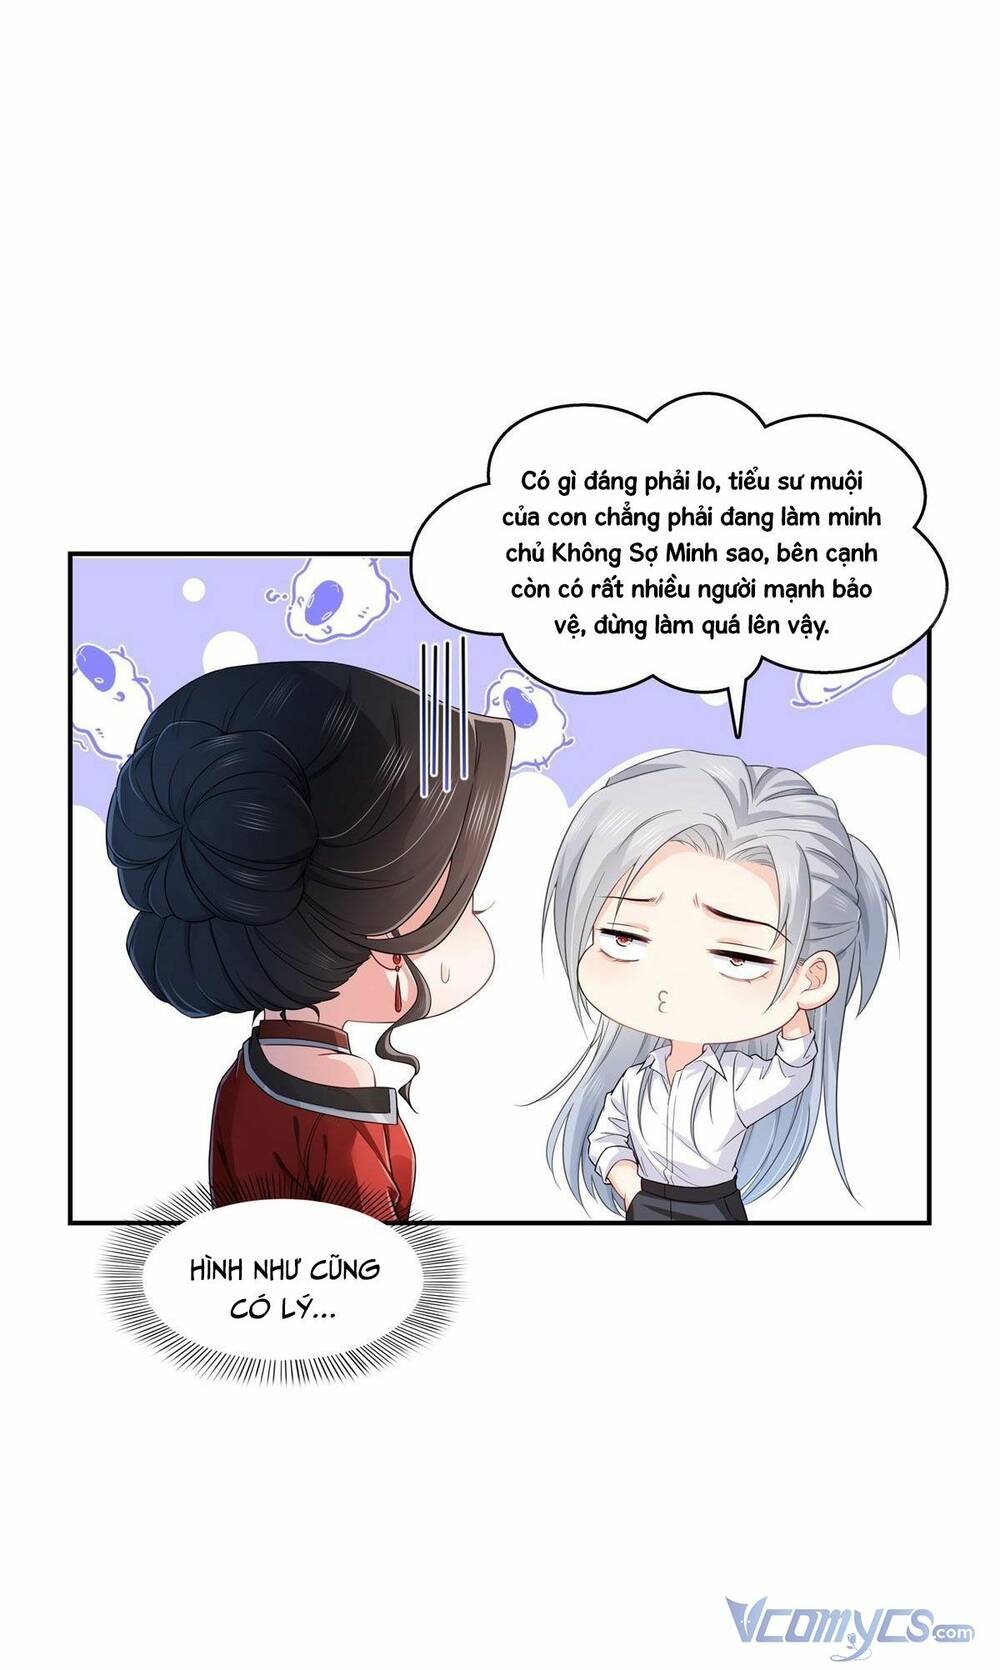 Có gì đáng phải lo, tiểu sư muội
của con chẳng phải đang làm minh
chủ Không Sợ Minh sao, bên cạnh
còn có rất nhiều người mạnh bảo
vệ, đừng làm quá lên vậy.
HÌNH NHƯ CŨNG
CÓ LÝ...
VCOMYCS.com